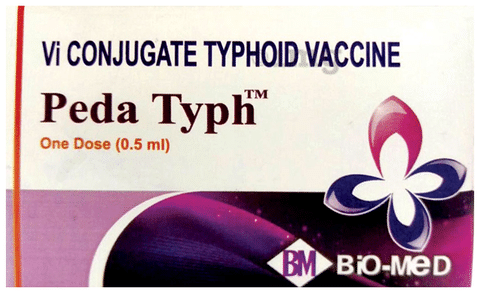 Vi CONJUGATE TYPHOID VACCINE
Peda Typh™
One Dose (0.5 ml)
BM BiO-MeD